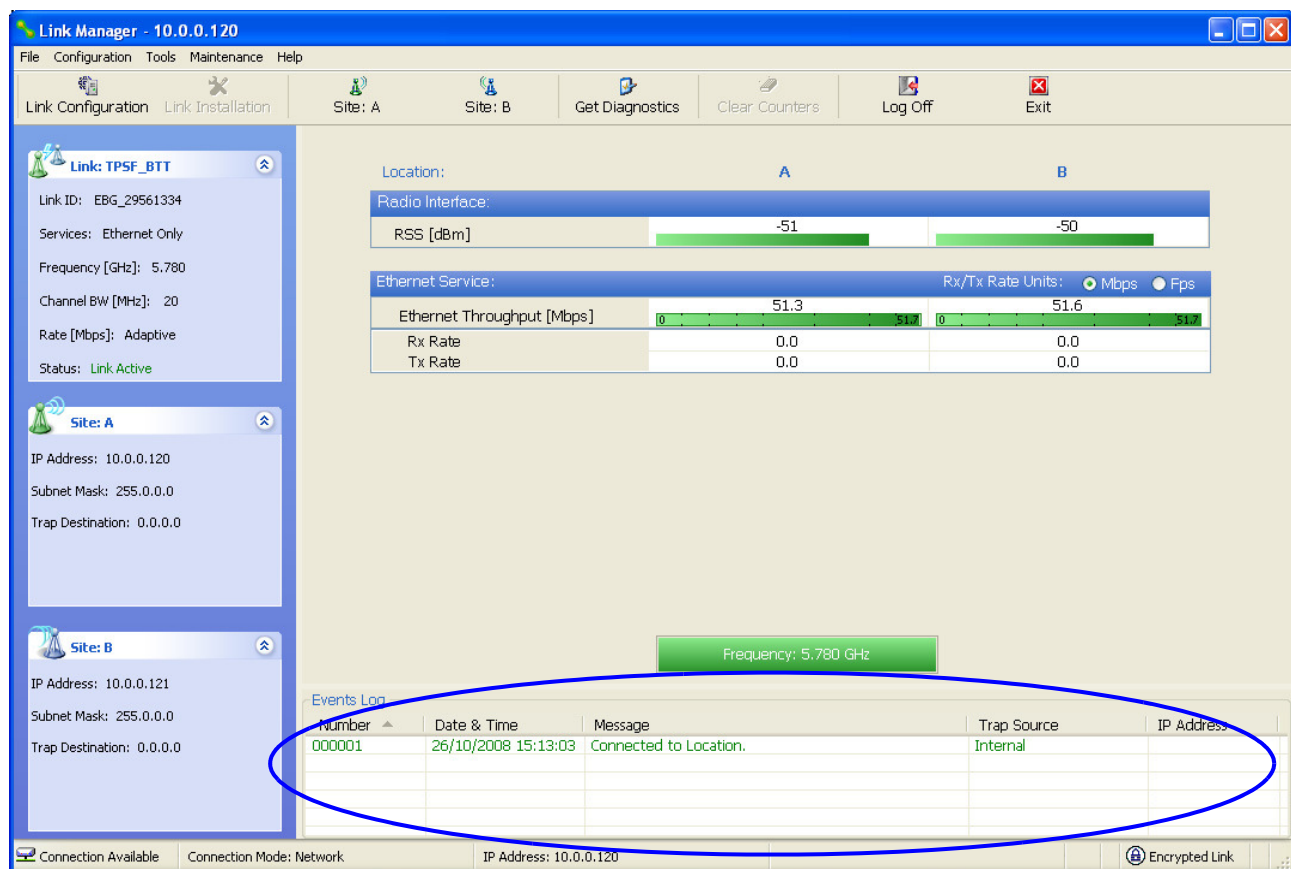 Link Manager - 10.0.0.120
File Configuration Tools Maintenance Help
Link Configuration Link Installation Site: A Site: B Get Diagnostics Clear Counters Log Off Exit
Link: TPSF_BTT
Link ID: EBG_29561334
Services: Ethernet Only
Frequency [GHz]: 5.780
Channel BW [MHz]: 20
Rate [Mbps]: Adaptive
Status: Link Active
Site: A
IP Address: 10.0.0.120
Subnet Mask: 255.0.0.0
Trap Destination: 0.0.0.0
Site: B
IP Address: 10.0.0.121
Subnet Mask: 255.0.0.0
Trap Destination: 0.0.0.0
Location: A B
Radio Interface:
RSS [dBm] -51 -50
Ethernet Service: Rx/Tx Rate Units: Mbps Fps
Ethernet Throughput [Mbps] 51.3 51.6
0 51.7 0 51.7
Rx Rate 0.0 0.0
Tx Rate 0.0 0.0
Frequency: 5.780 GHz
Events Log
Number Date & Time Message Trap Source IP Address
000001 26/10/2008 15:13:03 Connected to Location. Internal
Connection Available Connection Mode: Network IP Address: 10.0.0.120 Encrypted Link